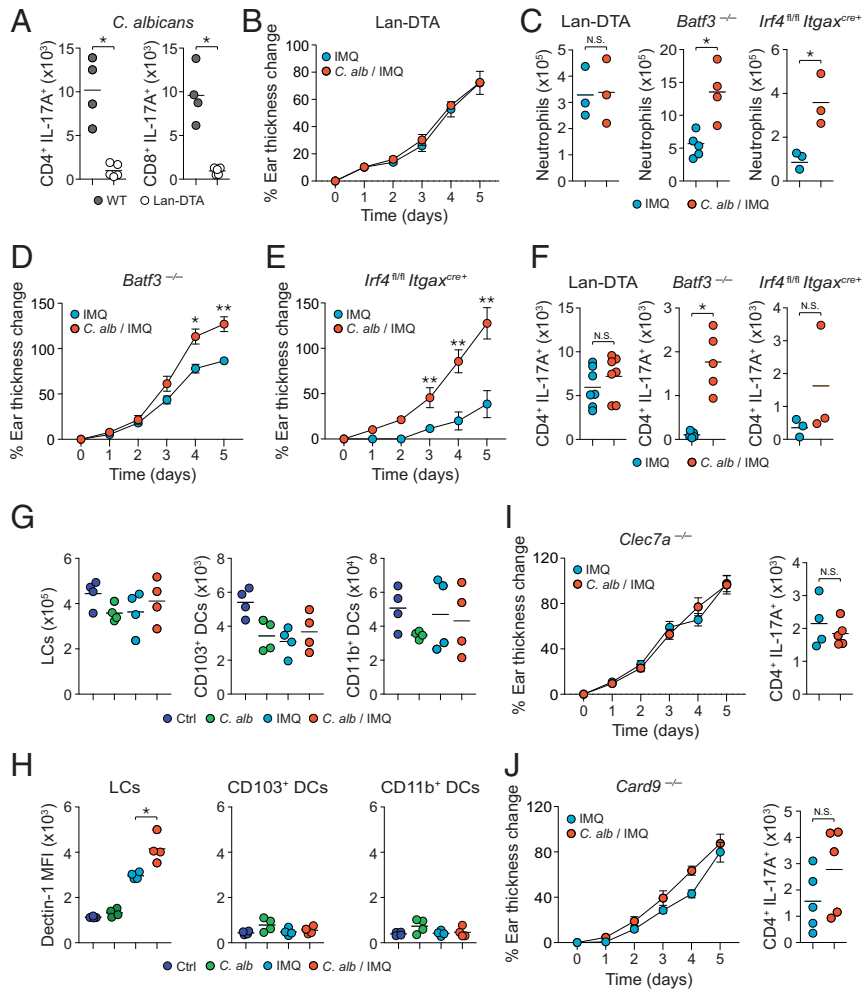 A
C. albicans
CD4⁺ IL-17A⁺ (x10³)
15
10
5
0
*
CD8⁺ IL-17A⁺ (x10³)
15
10
5
0
*
WT Lan-DTA
B
Lan-DTA
% Ear thickness change
100
80
60
40
20
0
IMQ
C. alb / IMQ
0 1 2 3 4 5
Time (days)
C
Lan-DTA Batf3 –/– Irf4 fl/fl Itgax cre+
Neutrophils (x10⁵)
6
5
4
3
2
1
0
N.S.
Neutrophils (x10⁵)
20
15
10
5
0
*
Neutrophils (x10⁵)
6
4
2
0
*
IMQ C. alb / IMQ
D
Batf3 –/–
% Ear thickness change
150
100
50
0
IMQ
C. alb / IMQ
* **
0 1 2 3 4 5
Time (days)
E
Irf4 fl/fl Itgax cre+
% Ear thickness change
150
100
50
0
IMQ
C. alb / IMQ
** ** **
0 1 2 3 4 5
Time (days)
F
Lan-DTA Batf3 –/– Irf4 fl/fl Itgax cre+
CD4⁺ IL-17A⁺ (x10³)
15
10
5
0
N.S.
CD4⁺ IL-17A⁺ (x10³)
3
2
1
0
*
CD4⁺ IL-17A⁺ (x10³)
4
3
2
1
0
N.S.
IMQ C. alb / IMQ
G
LCs (x10⁵)
6
4
2
0
CD103⁺ DCs (x10³)
8
6
4
2
0
CD11b⁺ DCs (x10⁴)
8
6
4
2
0
Ctrl C. alb IMQ C. alb / IMQ
H
LCs CD103⁺ DCs CD11b⁺ DCs
Dectin-1 MFI (x10³)
6
4
2
0
*
6
4
2
0
6
4
2
0
Ctrl C. alb IMQ C. alb / IMQ
I
Clec7a –/–
% Ear thickness change
120
80
40
0
IMQ
C. alb / IMQ
0 1 2 3 4 5
Time (days)
CD4⁺ IL-17A⁺ (x10³)
4
3
2
1
0
N.S.
J
Card9 –/–
% Ear thickness change
120
80
40
0
IMQ
C. alb / IMQ
0 1 2 3 4 5
Time (days)
CD4⁺ IL-17A⁺ (x10³)
5
4
3
2
1
0
N.S.